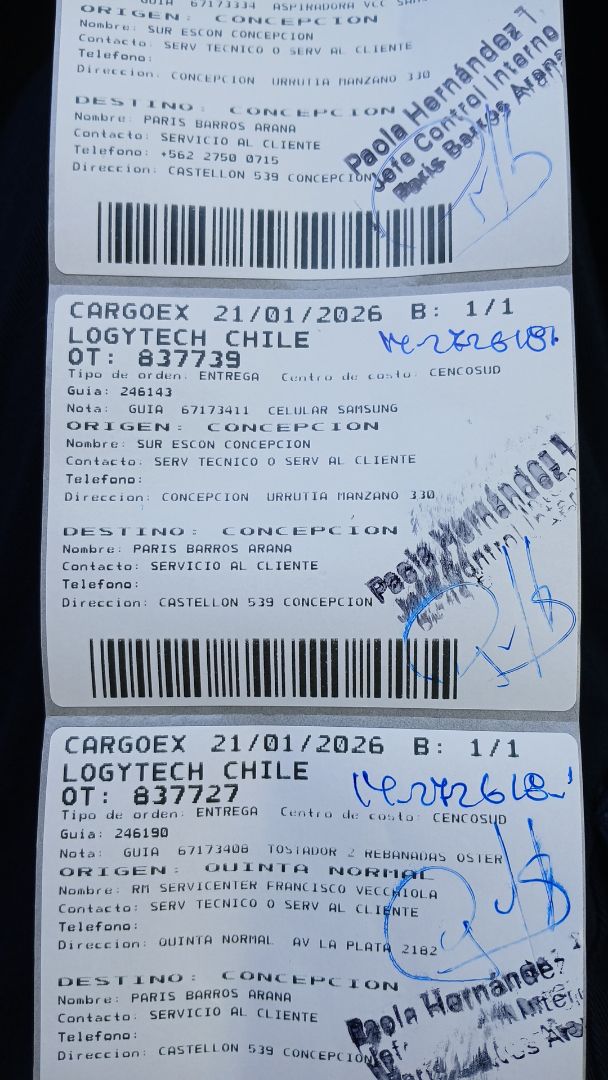 GUIA 67173334 ASPIRADORA VCC
ORIGEN: CONCEPCION
Nombre: SUR ESCON CONCEPCION
Contacto: SERV TECNICO O SERV AL CLIENTE
Telefono:
Direccion: CONCEPCION URRUTIA MANZANO 330
DESTINO: CONCEPCION
Nombre: PARIS BARROS ARANA
Contacto: SERVICIO AL CLIENTE
Telefono: +562 2750 0715
Direccion: CASTELLON 539 CONCEPCION
Paola Hernández
Jefe Control Interno
Paris Barros Arana
CARGOEX 21/01/2026 B: 1/1
LOGYTECH CHILE
OT: 837739
Tipo de orden: ENTREGA Centro de costo: CENCOSUD
Guia: 246143
Nota: GUIA 67173411 CELULAR SAMSUNG
ORIGEN: CONCEPCION
Nombre: SUR ESCON CONCEPCION
Contacto: SERV TECNICO O SERV AL CLIENTE
Telefono:
Direccion: CONCEPCION URRUTIA MANZANO 330
DESTINO: CONCEPCION
Nombre: PARIS BARROS ARANA
Contacto: SERVICIO AL CLIENTE
Telefono:
Direccion: CASTELLON 539 CONCEPCION
Paola Hernández
CARGOEX 21/01/2026 B: 1/1
LOGYTECH CHILE
OT: 837727
Tipo de orden: ENTREGA Centro de costo: CENCOSUD
Guia: 246190
Nota: GUIA 67173408 TOSTADOR 2 REBANADAS OSTER
ORIGEN: QUINTA NORMAL
Nombre: RM SERVICENTER FRANCISCO VECCHIOLA
Contacto: SERV TECNICO O SERV AL CLIENTE
Telefono:
Direccion: QUINTA NORMAL AV LA PLATA 2182
DESTINO: CONCEPCION
Nombre: PARIS BARROS ARANA
Contacto: SERVICIO AL CLIENTE
Telefono:
Direccion: CASTELLON 539 CONCEPCION
Paola Hernández